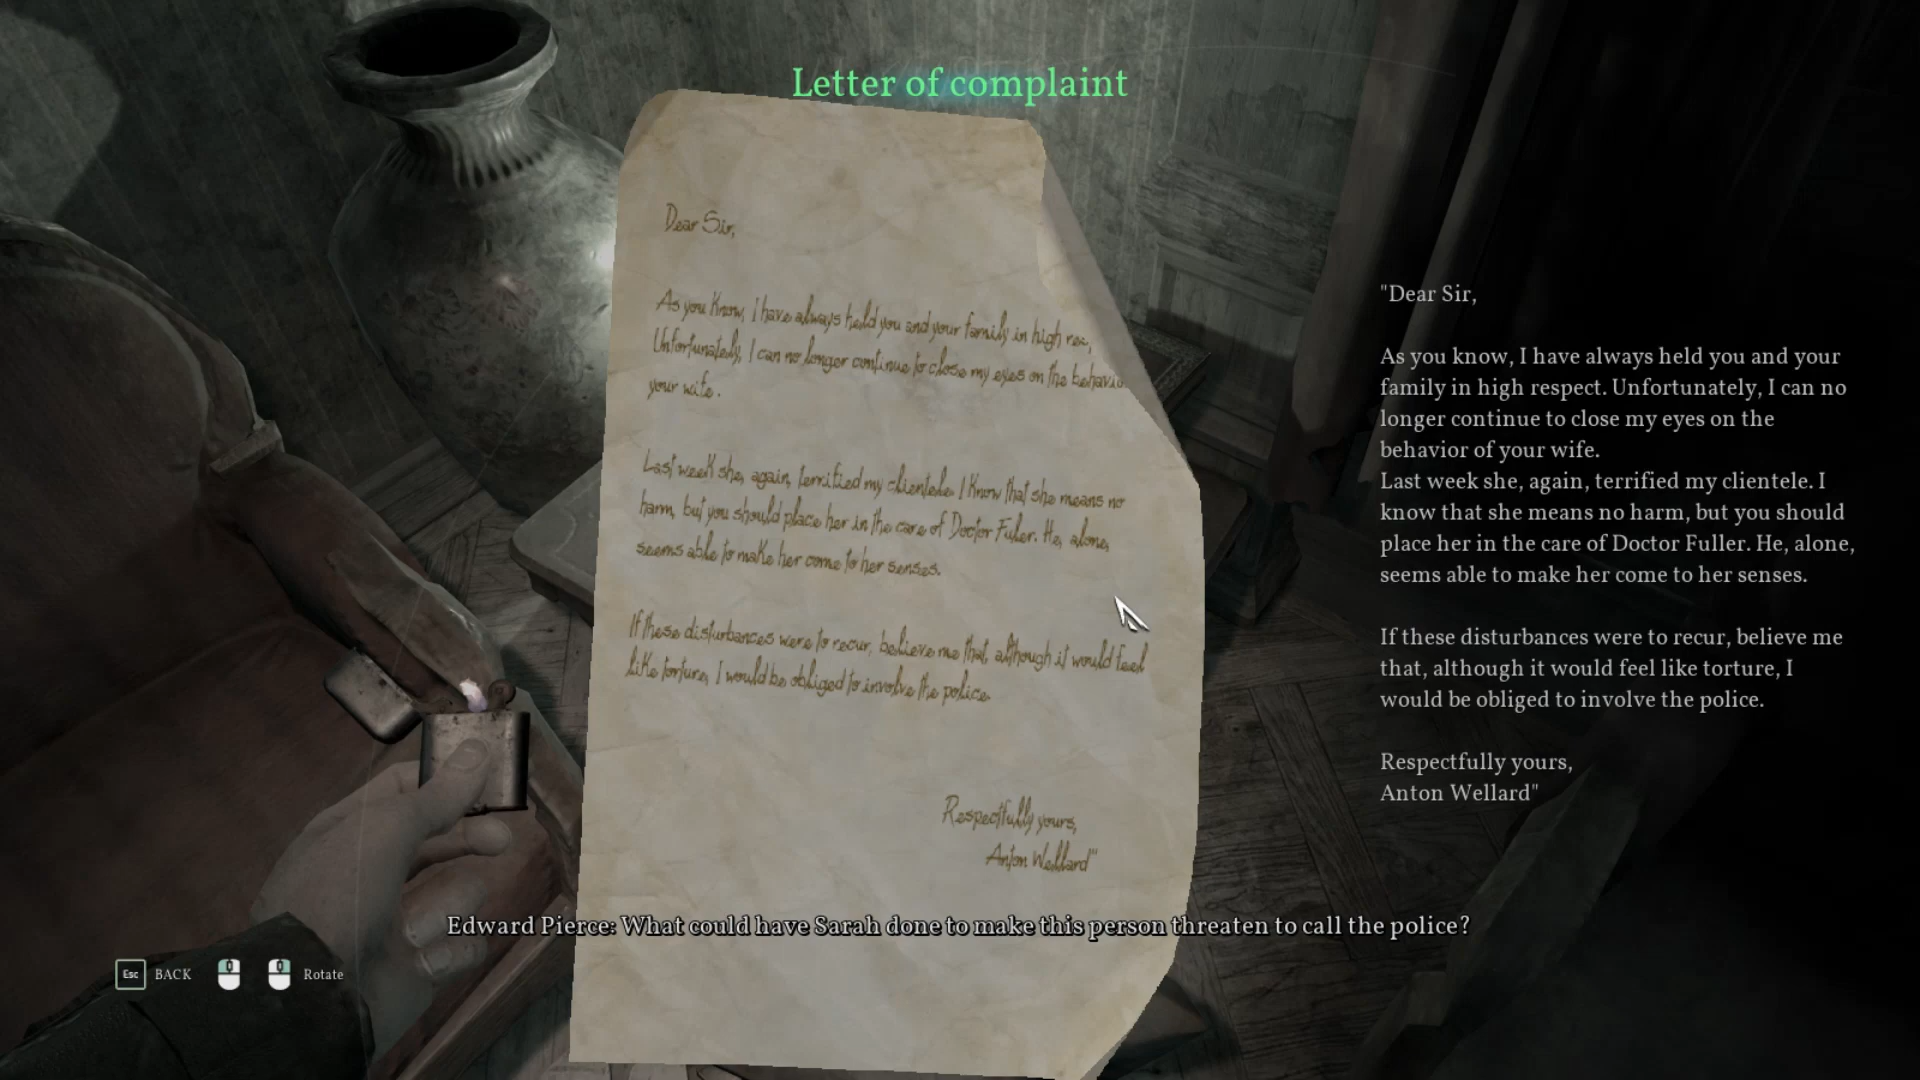 Letter of complaint
Dear Sir,
As you know, I have always held you and your family in high res
Unfortunately, I can no longer continue to close my eyes on the behavio
your wife.
Last week she, again, terrified my clientele. I know that she means no
harm, but you should place her in the care of Doctor Fuller. He, alone,
seems able to make her come to her senses.
If these disturbances were to recur, believe me that, although it would feel
like torture, I would be obliged to involve the police.
Respectfully yours,
Anton Wellard"
"Dear Sir,
As you know, I have always held you and your
family in high respect. Unfortunately, I can no
longer continue to close my eyes on the
behavior of your wife.
Last week she, again, terrified my clientele. I
know that she means no harm, but you should
place her in the care of Doctor Fuller. He, alone,
seems able to make her come to her senses.
If these disturbances were to recur, believe me
that, although it would feel like torture, I
would be obliged to involve the police.
Respectfully yours,
Anton Wellard"
Edward Pierce: What could have Sarah done to make this person threaten to call the police?
Esc BACK Rotate